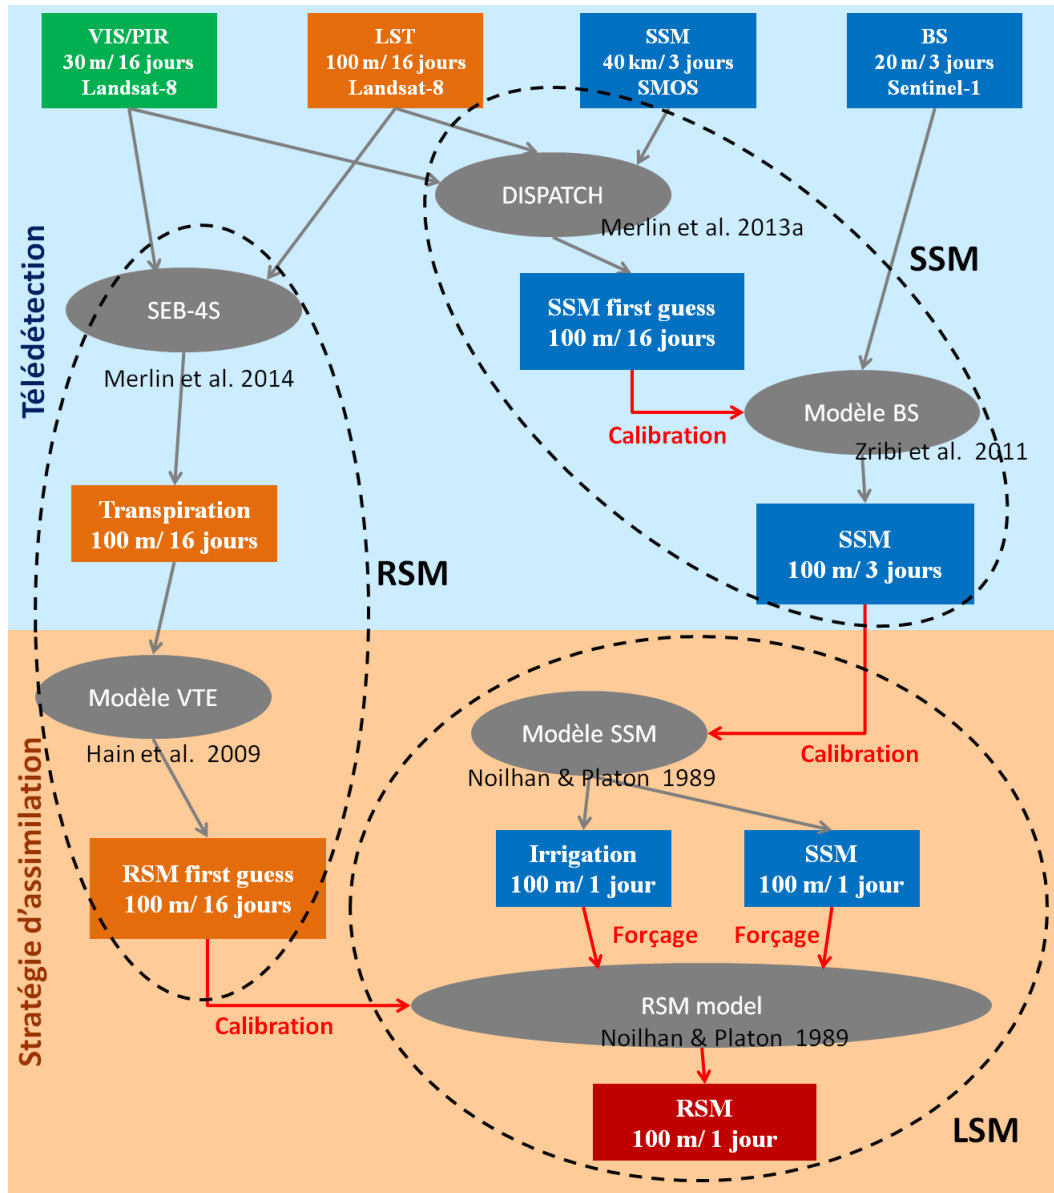 VIS/PIR
30 m/ 16 jours
Landsat-8
LST
100 m/ 16 jours
Landsat-8
SSM
40 km/ 3 jours
SMOS
BS
20 m/ 3 jours
Sentinel-1
DISPATCH
Merlin et al. 2013a
SSM
Télédétection
SEB-4S
Merlin et al. 2014
SSM first guess
100 m/ 16 jours
Calibration
Modèle BS
Zribi et al. 2011
Transpiration
100 m/ 16 jours
RSM
SSM
100 m/ 3 jours
Stratégie d'assimilation
Modèle VTE
Hain et al. 2009
Modèle SSM
Noilhan & Platon 1989
Calibration
RSM first guess
100 m/ 16 jours
Irrigation
100 m/ 1 jour
SSM
100 m/ 1 jour
Forçage
Forçage
Calibration
RSM model
Noilhan & Platon 1989
RSM
100 m/ 1 jour
LSM